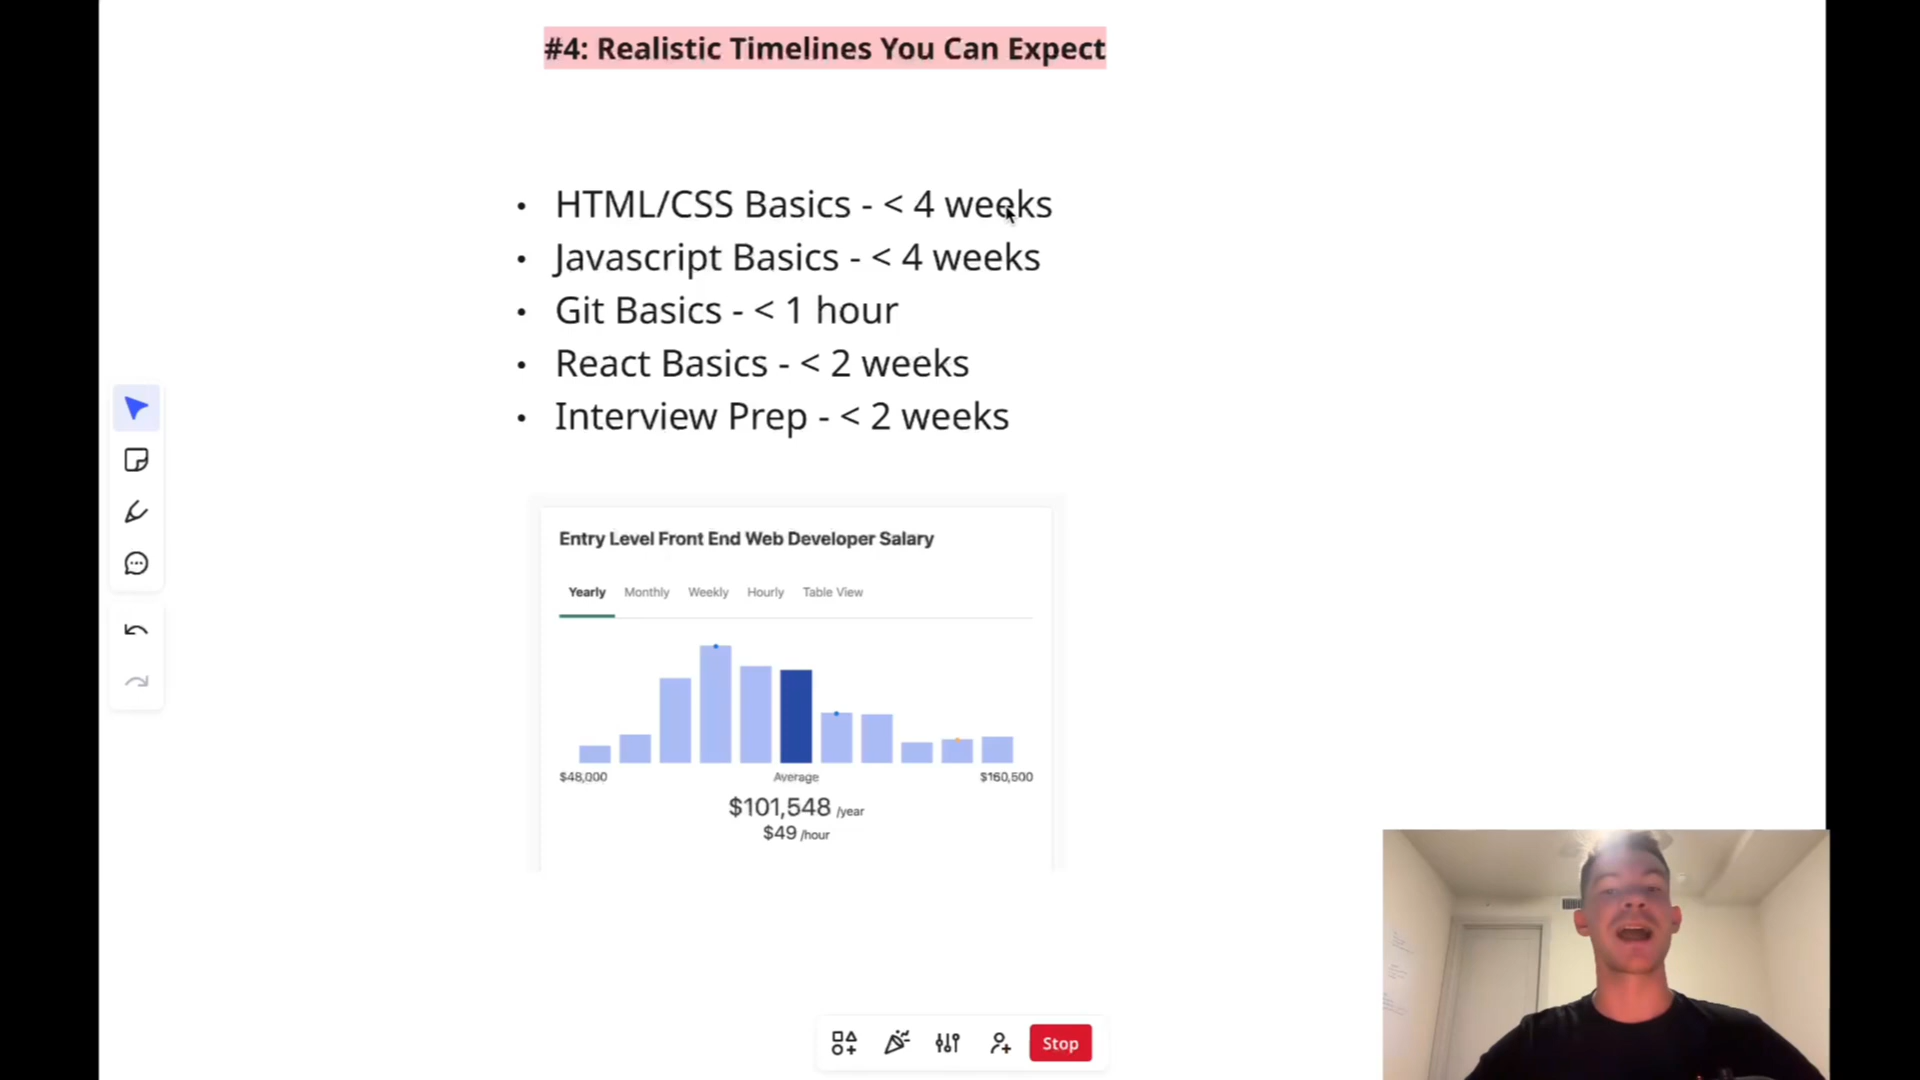 #4: Realistic Timelines You Can Expect
• HTML/CSS Basics - < 4 weeks
• Javascript Basics - < 4 weeks
• Git Basics - < 1 hour
• React Basics - < 2 weeks
• Interview Prep - < 2 weeks
Entry Level Front End Web Developer Salary
Yearly Monthly Weekly Hourly Table View
$48,000 Average $160,500
$101,548 /year
$49 /hour
Stop